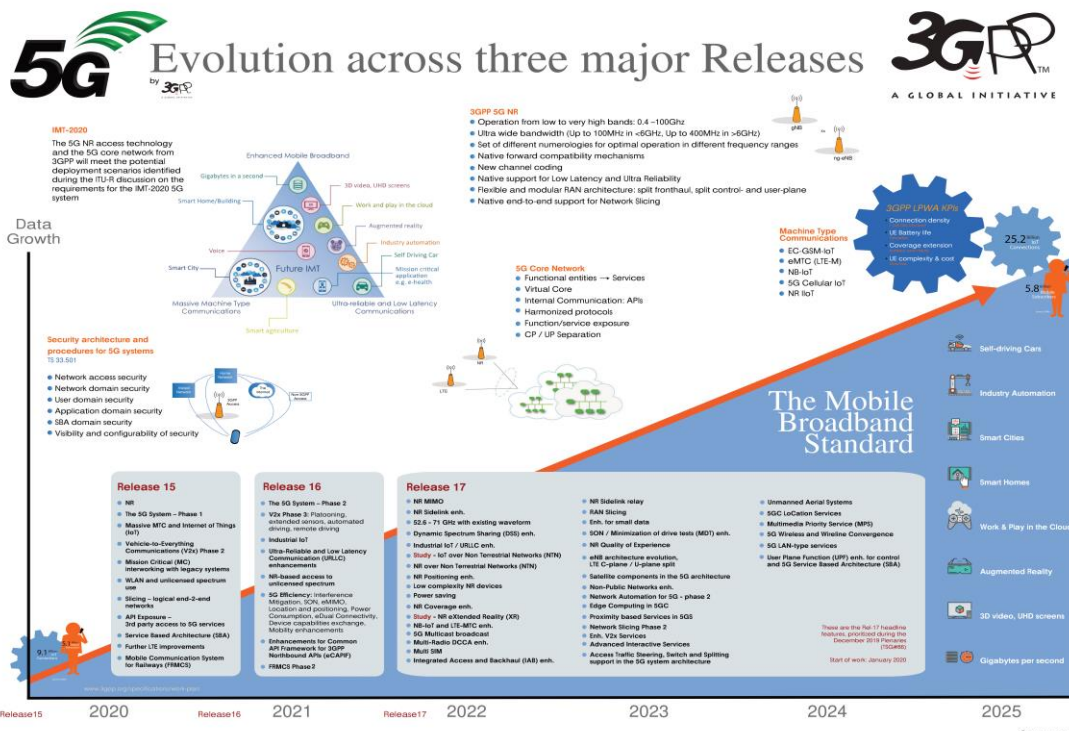 5G
Evolution across three major Releases
by 3GPP
3GPP TM
A GLOBAL INITIATIVE
IMT-2020
The 5G NR access technology
and the 5G core network from
3GPP will meet the potential
deployment scenarios identified
during the ITU-R discussion on the
requirements for the IMT-2020 5G
system
Data
Growth
Enhanced Mobile Broadband
Gigabytes in a second
3D video, UHD screens
Smart Home/Building
Work and play in the cloud
Augmented reality
Voice
Industry automation
Self Driving Car
Smart City
Future IMT
Mission critical
application
e.g. e-health
Massive Machine Type
Communications
Ultra-reliable and Low Latency
Communications
Smart agriculture
3GPP 5G NR
Operation from low to very high bands: 0.4 –100Ghz
Ultra wide bandwidth (Up to 100MHz in <6GHz, Up to 400MHz in >6GHz)
Set of different numerologies for optimal operation in different frequency ranges
Native forward compatibility mechanisms
New channel coding
Native support for Low Latency and Ultra Reliability
Flexible and modular RAN architecture: split fronthaul, split control- and user-plane
Native end-to-end support for Network Slicing
gNB
ng-eNB
5G Core Network
Functional entities → Services
Virtual Core
Internal Communication: APIs
Harmonized protocols
Function/service exposure
CP / UP Separation
NR
LTE
Machine Type
Communications
EC-GSM-IoT
eMTC (LTE-M)
NB-IoT
5G Cellular IoT
NR IIoT
3GPP LPWA KPIs
Connection density
UE Battery life
Coverage extension
UE complexity & cost
25.2 Billion
IoT
Connections
5.8
Security architecture and
procedures for 5G systems
TS 33.501
Network access security
Network domain security
User domain security
Application domain security
SBA domain security
Visibility and configurability of security
3GPP
Access
The Mobile
Broadband
Standard
Self-driving Cars
Industry Automation
Smart Cities
Smart Homes
Work & Play in the Cloud
Augmented Reality
3D video, UHD screens
Gigabytes per second
Release 15
NR
The 5G System – Phase 1
Massive MTC and Internet of Things
(IoT)
Vehicle-to-Everything
Communications (V2x) Phase 2
Mission Critical (MC)
interworking with legacy systems
WLAN and unlicensed spectrum
use
Slicing – logical end-2-end
networks
API Exposure –
3rd party access to 5G services
Service Based Architecture (SBA)
Further LTE improvements
Mobile Communication System
for Railways (FRMCS)
Release 16
The 5G System – Phase 2
V2x Phase 3: Platooning,
extended sensors, automated
driving, remote driving
Industrial IoT
Ultra-Reliable and Low Latency
Communication (URLLC)
enhancements
NR-based access to
unlicensed spectrum
5G Efficiency: Interference
Mitigation, SON, eMIMO,
Location and positioning, Power
Consumption, eDual Connectivity,
Device capabilities exchange,
Mobility enhancements
Enhancements for Common
API Framework for 3GPP
Northbound APIs (eCAPIF)
FRMCS Phase 2
Release 17
NR MIMO
NR Sidelink enh.
52.6 - 71 GHz with existing waveform
Dynamic Spectrum Sharing (DSS) enh.
Industrial IoT / URLLC enh.
Study - IoT over Non Terrestrial Networks (NTN)
NR over Non Terrestrial Networks (NTN)
NR Positioning enh.
Low complexity NR devices
Power saving
NR Coverage enh.
Study - NR eXtended Reality (XR)
NB-IoT and LTE-MTC enh.
5G Multicast broadcast
Multi-Radio DCCA enh.
Multi SIM
Integrated Access and Backhaul (IAB) enh.
NR Sidelink relay
RAN Slicing
Enh. for small data
SON / Minimization of drive tests (MDT) enh.
NR Quality of Experience
eNB architecture evolution,
LTE C-plane / U-plane split
Satellite components in the 5G architecture
Non-Public Networks enh.
Network Automation for 5G - phase 2
Edge Computing in 5GC
Proximity based Services in 5GS
Network Slicing Phase 2
Enh. V2x Services
Advanced Interactive Services
Access Traffic Steering, Switch and Splitting
support in the 5G system architecture
Unmanned Aerial Systems
5GC LoCation Services
Multimedia Priority Service (MPS)
5G Wireless and Wireline Convergence
5G LAN-type services
User Plane Function (UPF) enh. for control
and 5G Service Based Architecture (SBA)
These are the Rel-17 headline
features, prioritized during the
December 2019 Plenaries
(TSG#86)
Start of work: January 2020
9.1
5.1
www.3gpp.org/specifications/work-plan
Release15
2020
Release16
2021
Release17
2022
2023
2024
2025